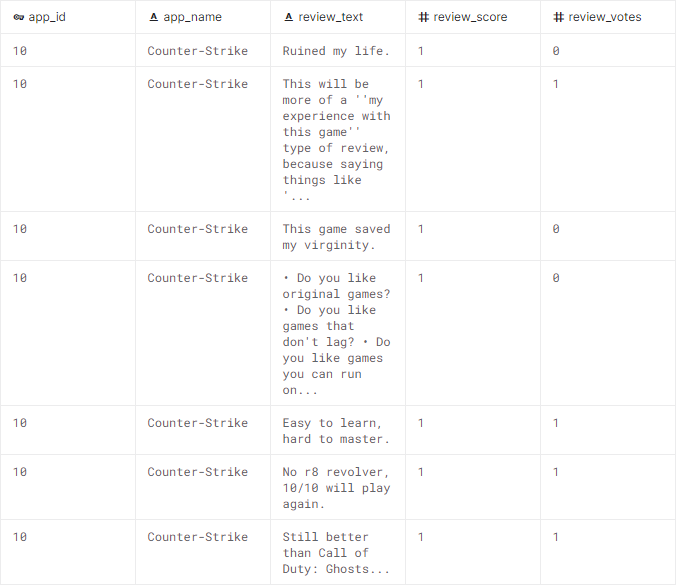 app_id app_name review_text review_score review_votes
10 Counter-Strike Ruined my life. 1 0
10 Counter-Strike This will be 1 1
more of a ''my
experience with
this game''
type of review,
because saying
things like
'...
10 Counter-Strike This game saved 1 0
my virginity.
10 Counter-Strike • Do you like 1 0
original games?
• Do you like
games that
don't lag? • Do
you like games
you can run
on...
10 Counter-Strike Easy to learn, 1 1
hard to master.
10 Counter-Strike No r8 revolver, 1 1
10/10 will play
again.
10 Counter-Strike Still better 1 1
than Call of
Duty: Ghosts...